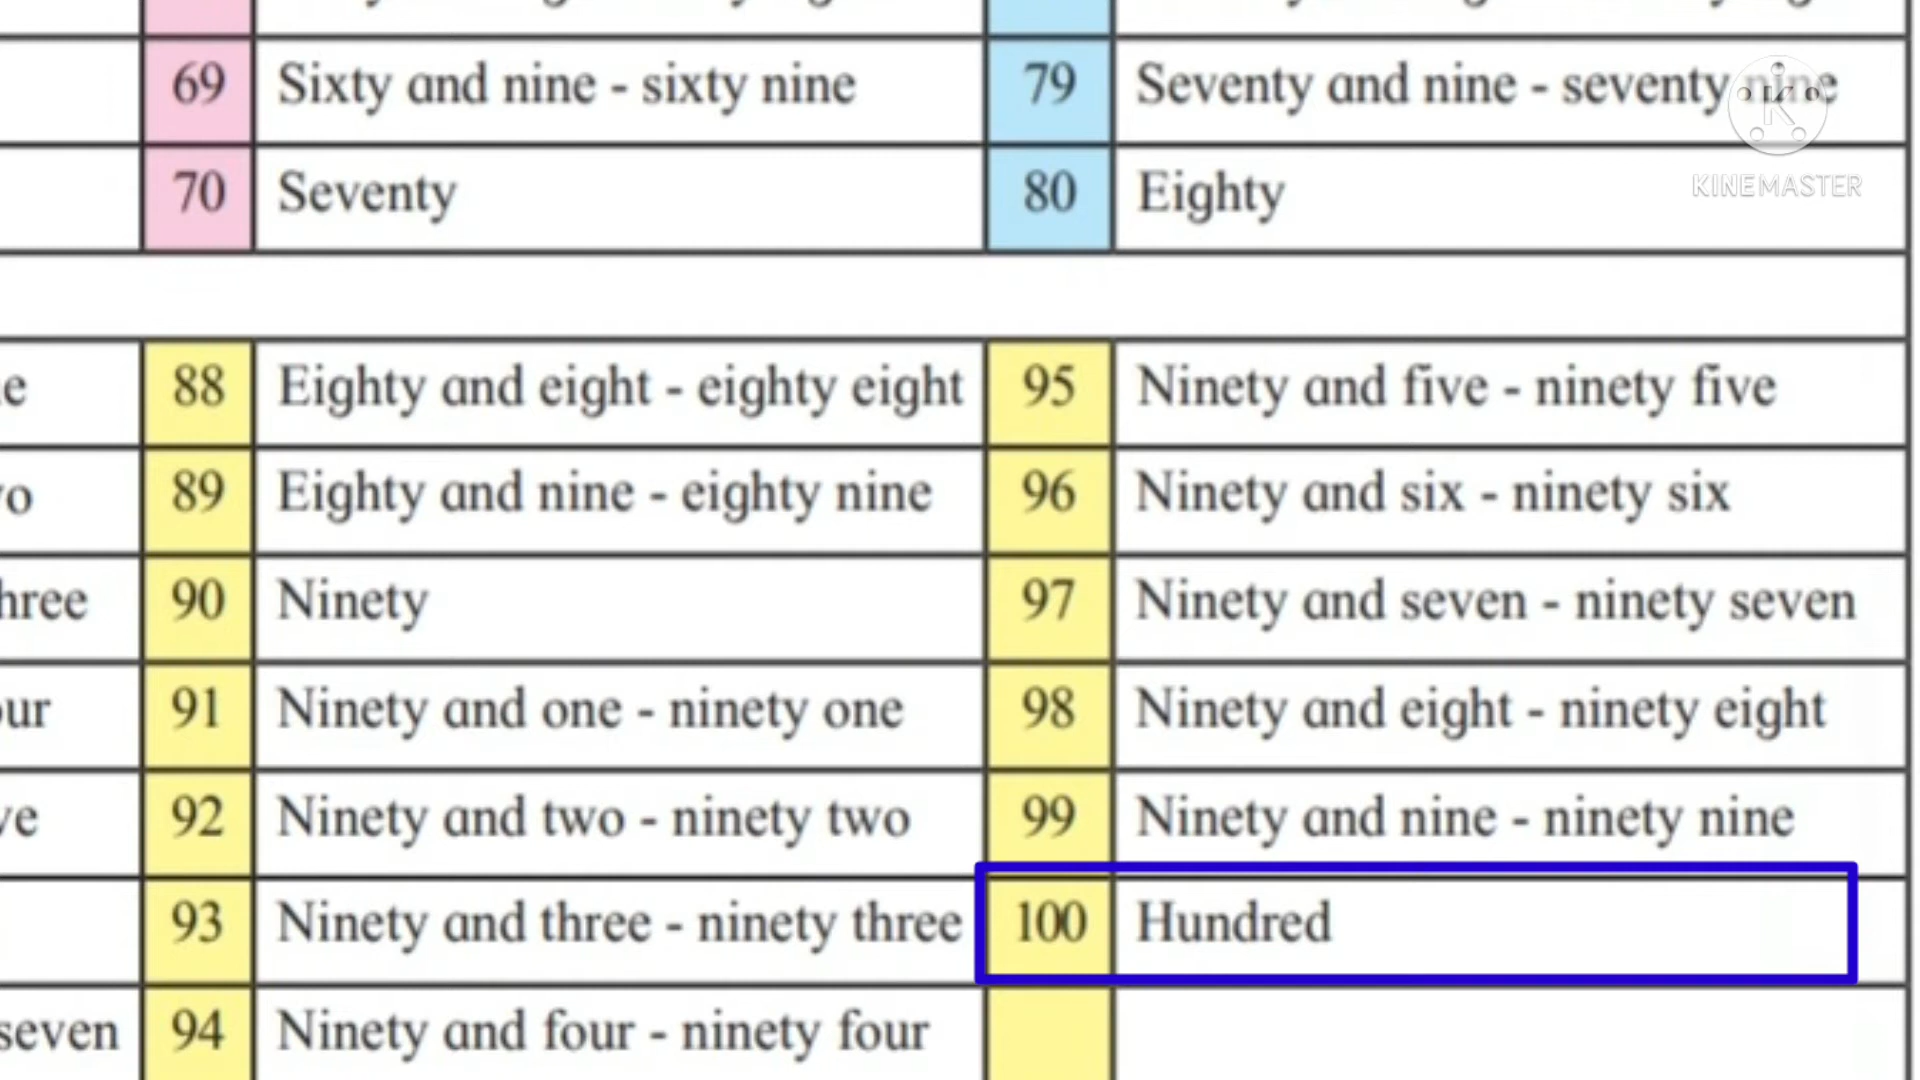 69 Sixty and nine - sixty nine 79 Seventy and nine - seventy nine
70 Seventy 80 Eighty
KINEMASTER
88 Eighty and eight - eighty eight 95 Ninety and five - ninety five
89 Eighty and nine - eighty nine 96 Ninety and six - ninety six
hree 90 Ninety 97 Ninety and seven - ninety seven
91 Ninety and one - ninety one 98 Ninety and eight - ninety eight
92 Ninety and two - ninety two 99 Ninety and nine - ninety nine
93 Ninety and three - ninety three 100 Hundred
seven 94 Ninety and four - ninety four